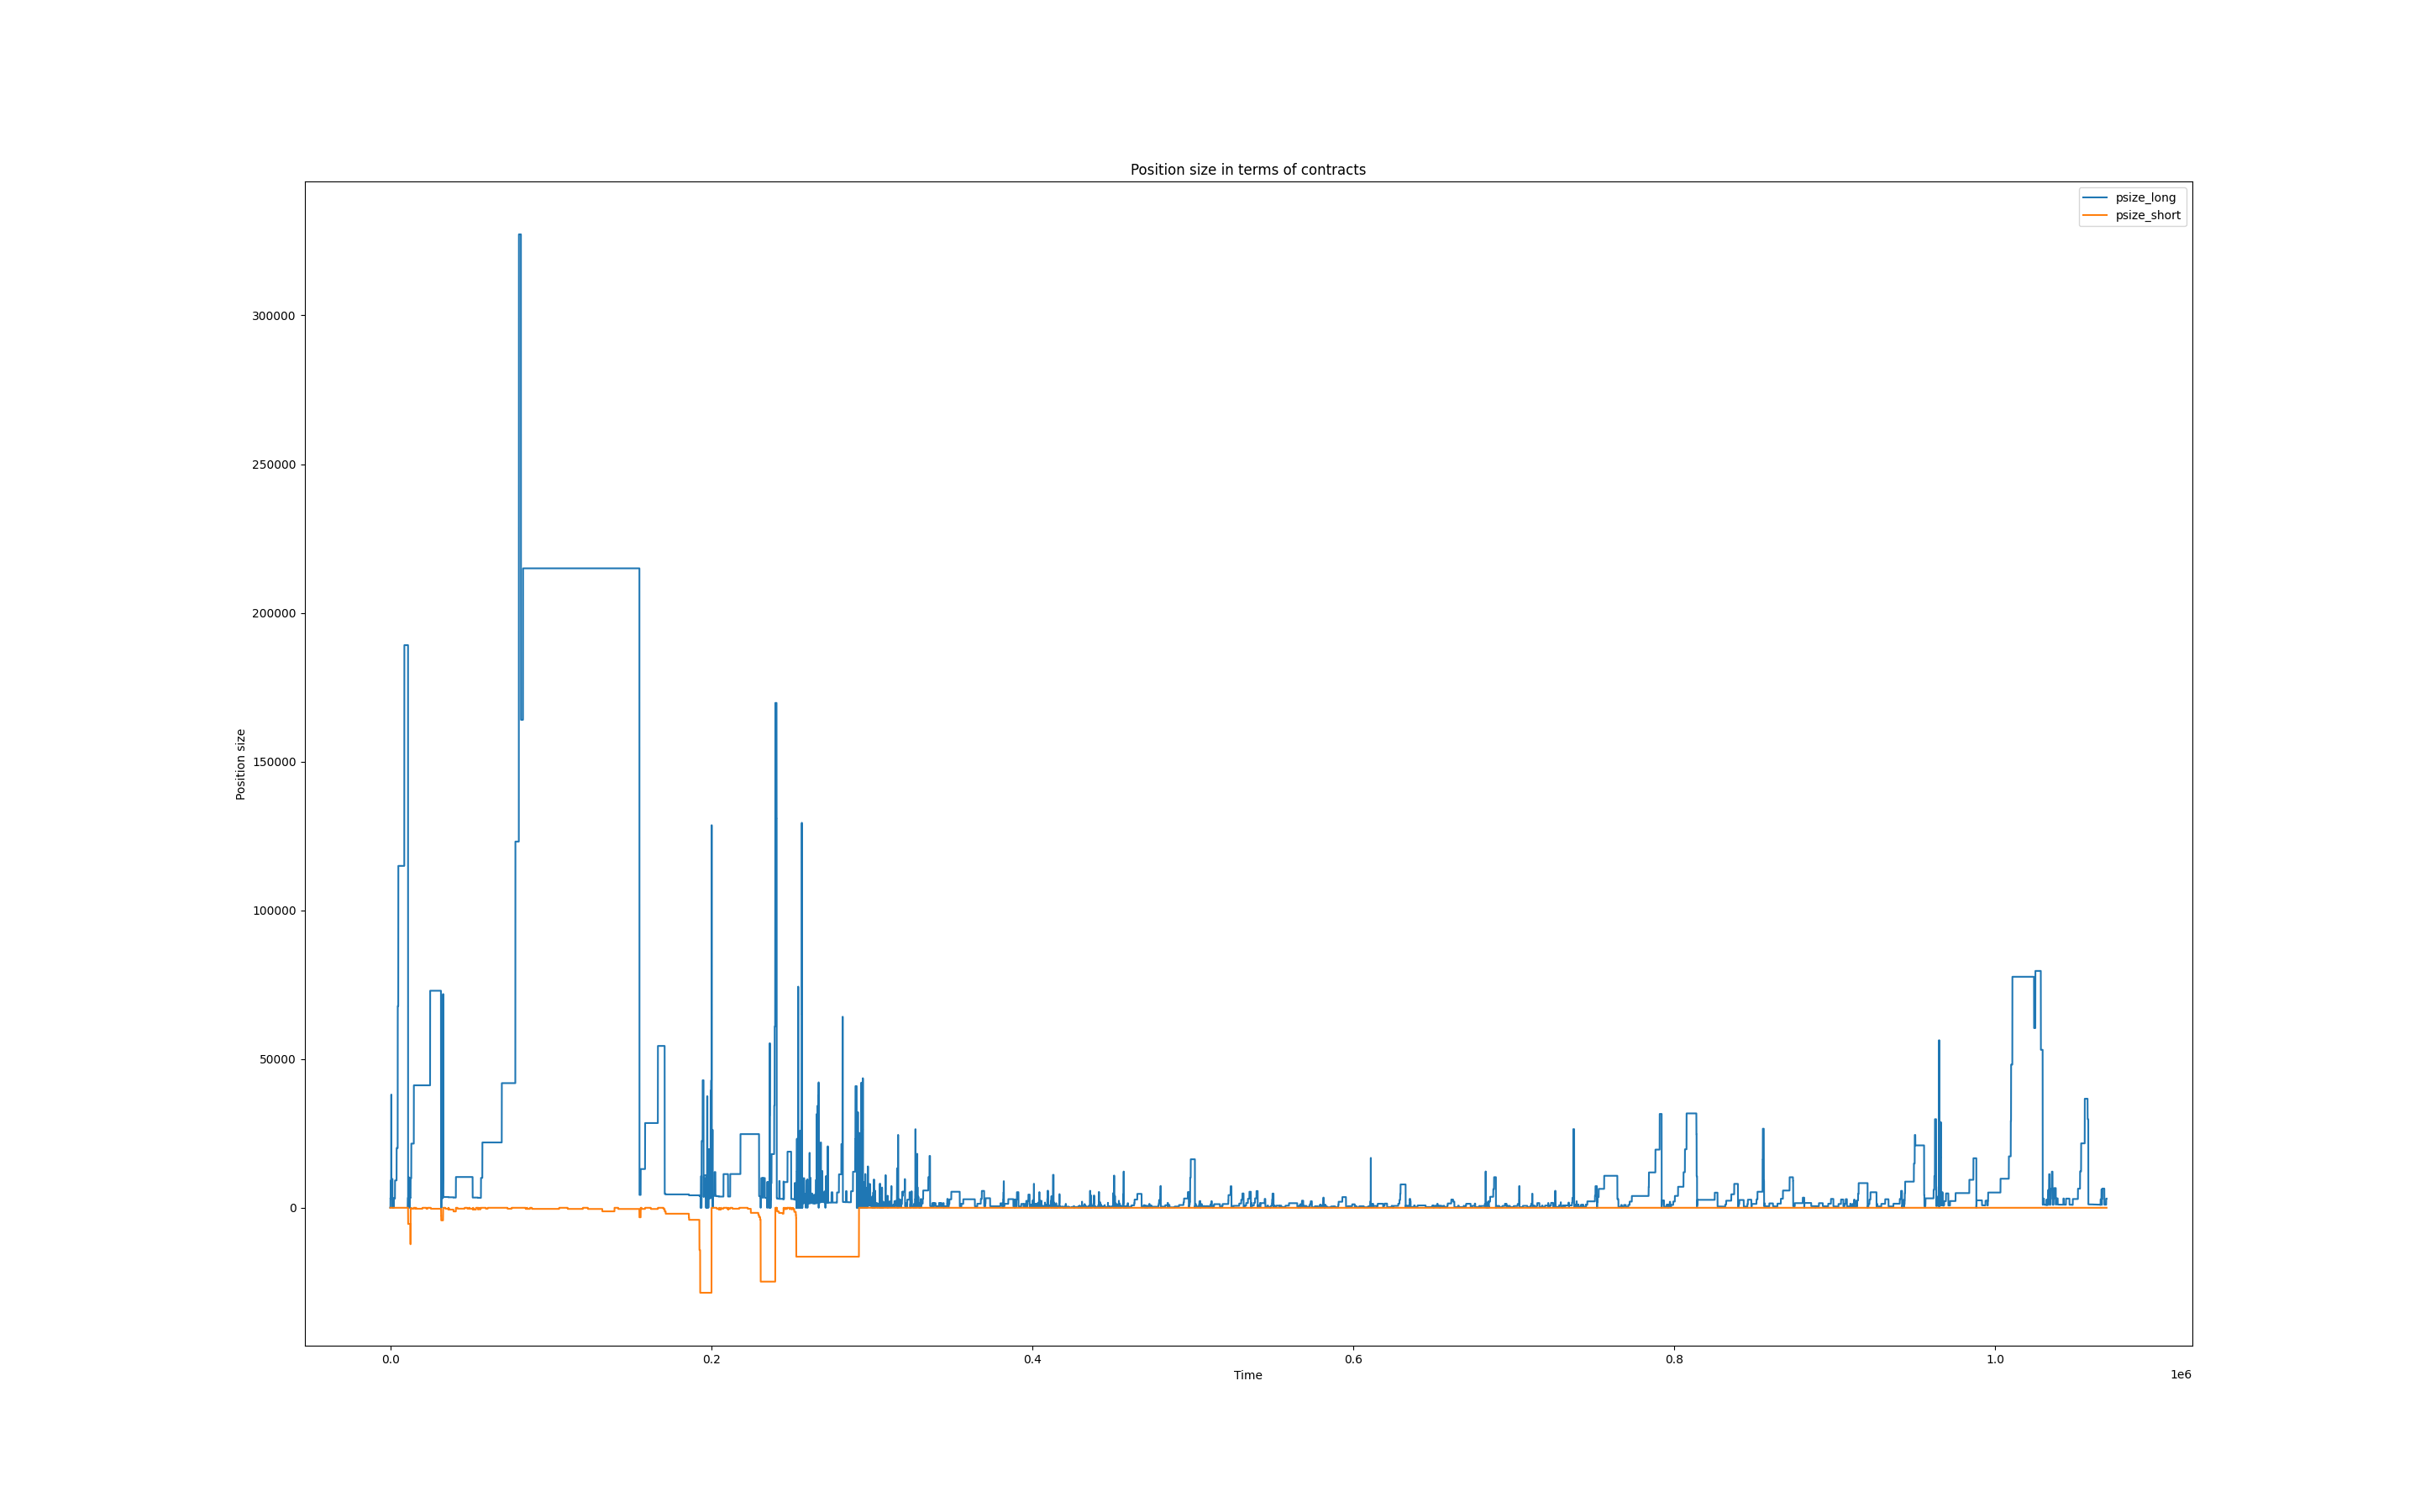 Position size in terms of contracts
psize_long
psize_short
Position size
300000
250000
200000
150000
100000
50000
0
0.0 0.2 0.4 0.6 0.8 1.0
Time
1e6